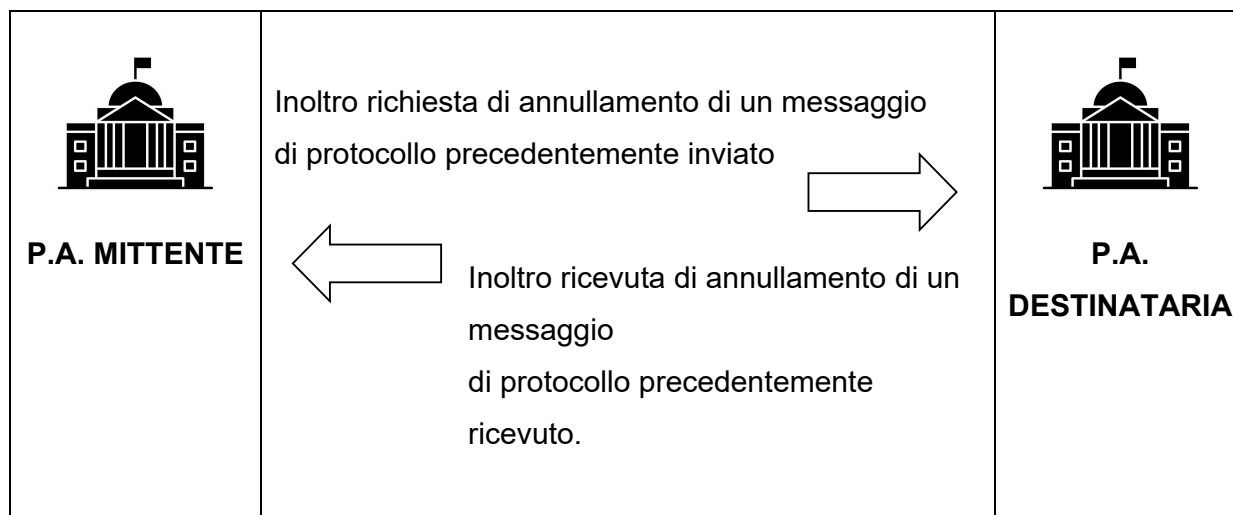 P.A. MITTENTE
Inoltro richiesta di annullamento di un messaggio
di protocollo precedentemente inviato
Inoltro ricevuta di annullamento di un
messaggio
di protocollo precedentemente
ricevuto.
P.A.
DESTINATARIA